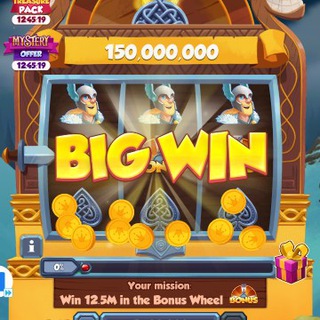 TREASURE
PACK
12:45:19
MYSTERY
OFFER
12:45:19
150,000,000
BIG WIN
i
0%
Your mission
Win 12.5M in the Bonus Wheel
BONUS